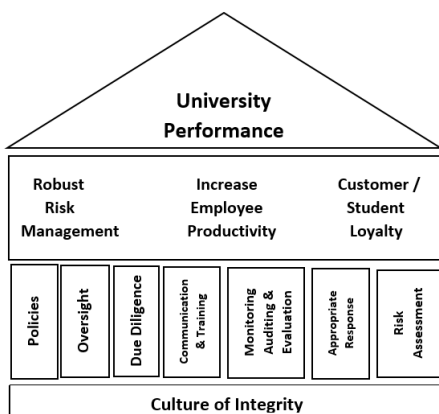 University
Performance
Robust
Risk
Management
Increase
Employee
Productivity
Customer /
Student
Loyalty
Policies
Oversight
Due Diligence
Communication
& Training
Monitoring
Auditing &
Evaluation
Appropriate
Response
Risk
Assessment
Culture of Integrity